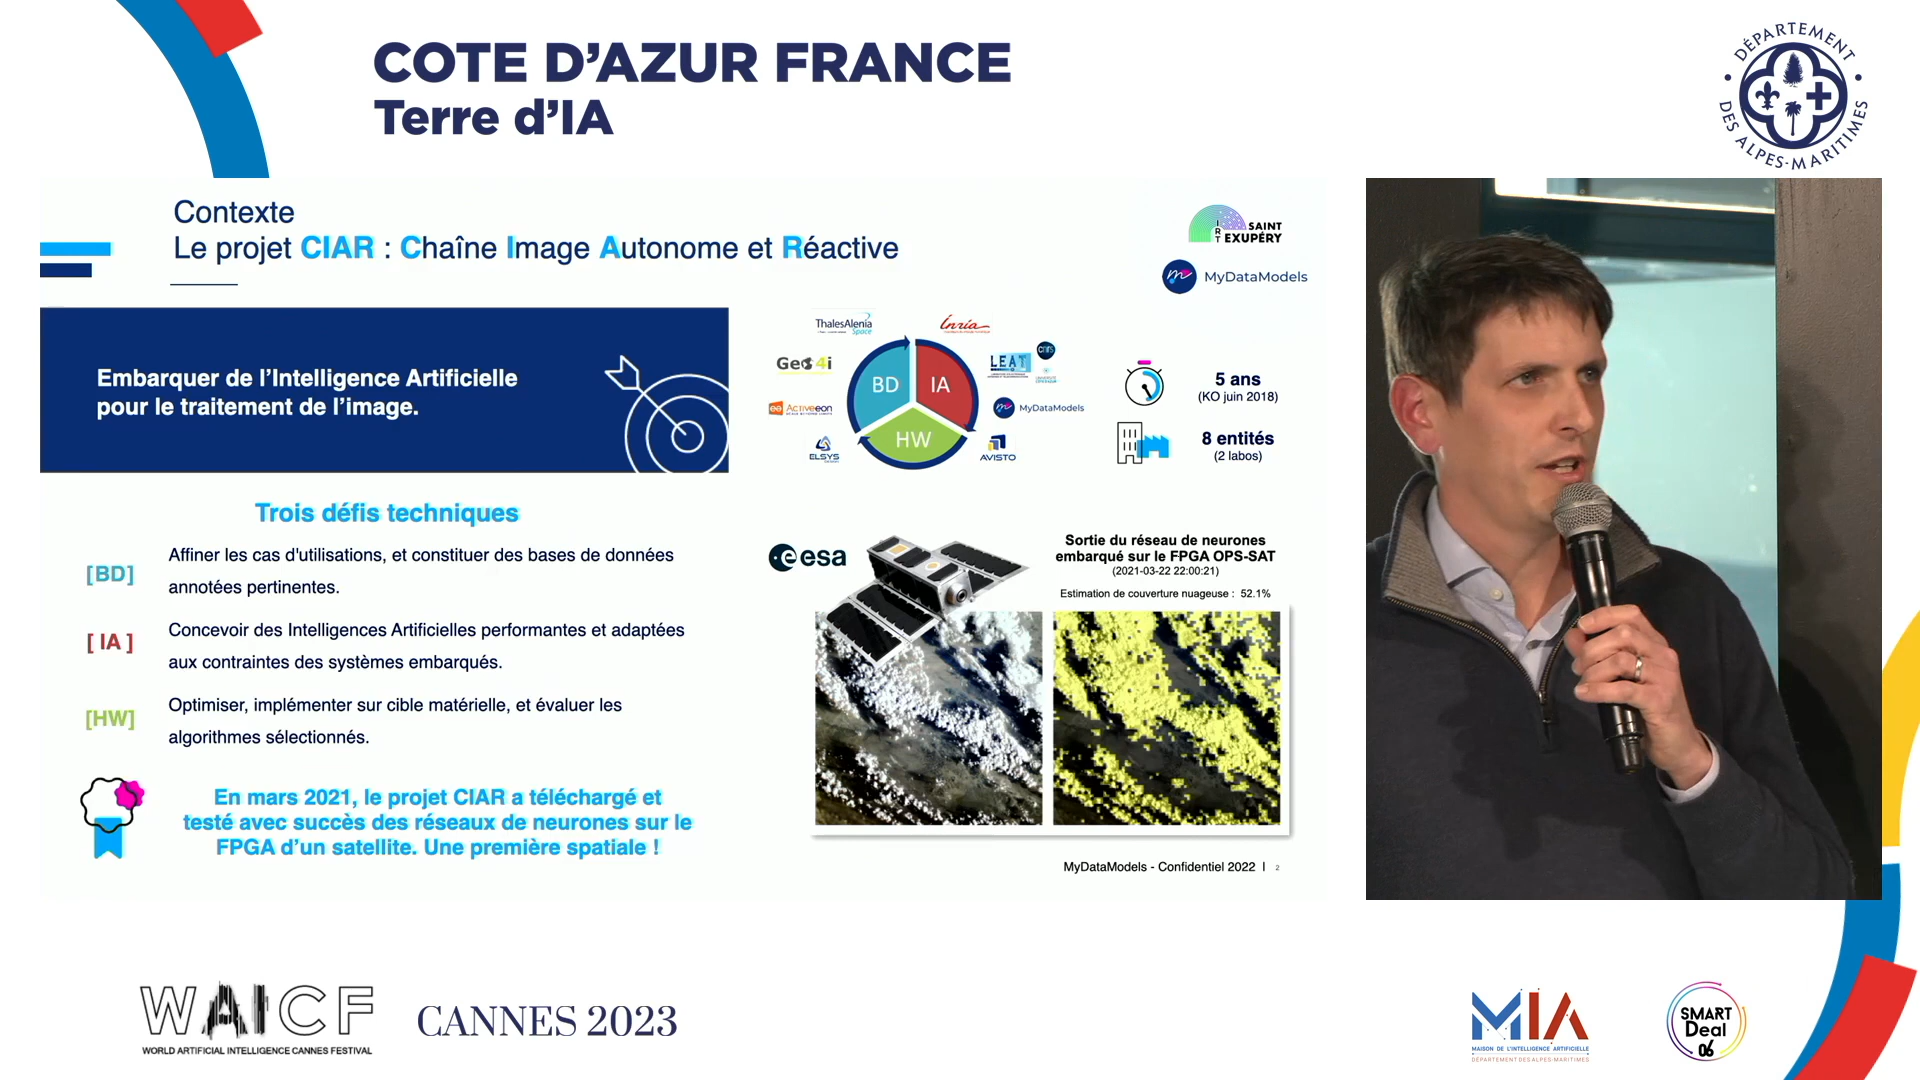 COTE D'AZUR FRANCE
Terre d'IA
DÉPARTEMENT
DES ALPES-MARITIMES
Contexte
Le projet CIAR : Chaîne Image Autonome et Réactive
IRT SAINT
EXUPÉRY
MyDataModels
Embarquer de l'Intelligence Artificielle
pour le traitement de l'image.
ThalesAlenia
Space
Inria
Geo4i
LEAT
cnrs
Activeeon
MyDataModels
ELSYS
AVISTO
BD
IA
HW
5 ans
(KO juin 2018)
8 entités
(2 labos)
Trois défis techniques
[BD]
Affiner les cas d'utilisations, et constituer des bases de données
annotées pertinentes.
[ IA ]
Concevoir des Intelligences Artificielles performantes et adaptées
aux contraintes des systèmes embarqués.
[HW]
Optimiser, implémenter sur cible matérielle, et évaluer les
algorithmes sélectionnés.
En mars 2021, le projet CIAR a téléchargé et
testé avec succès des réseaux de neurones sur le
FPGA d'un satellite. Une première spatiale !
esa
Sortie du réseau de neurones
embarqué sur le FPGA OPS-SAT
(2021-03-22 22:00:21)
Estimation de couverture nuageuse : 52.1%
MyDataModels - Confidentiel 2022 I 2
WAICF
WORLD ARTIFICIAL INTELLIGENCE CANNES FESTIVAL
CANNES 2023
MIA
MAISON DE L'INTELLIGENCE ARTIFICIELLE
DÉPARTEMENT DES ALPES-MARITIMES
SMART
Deal
06